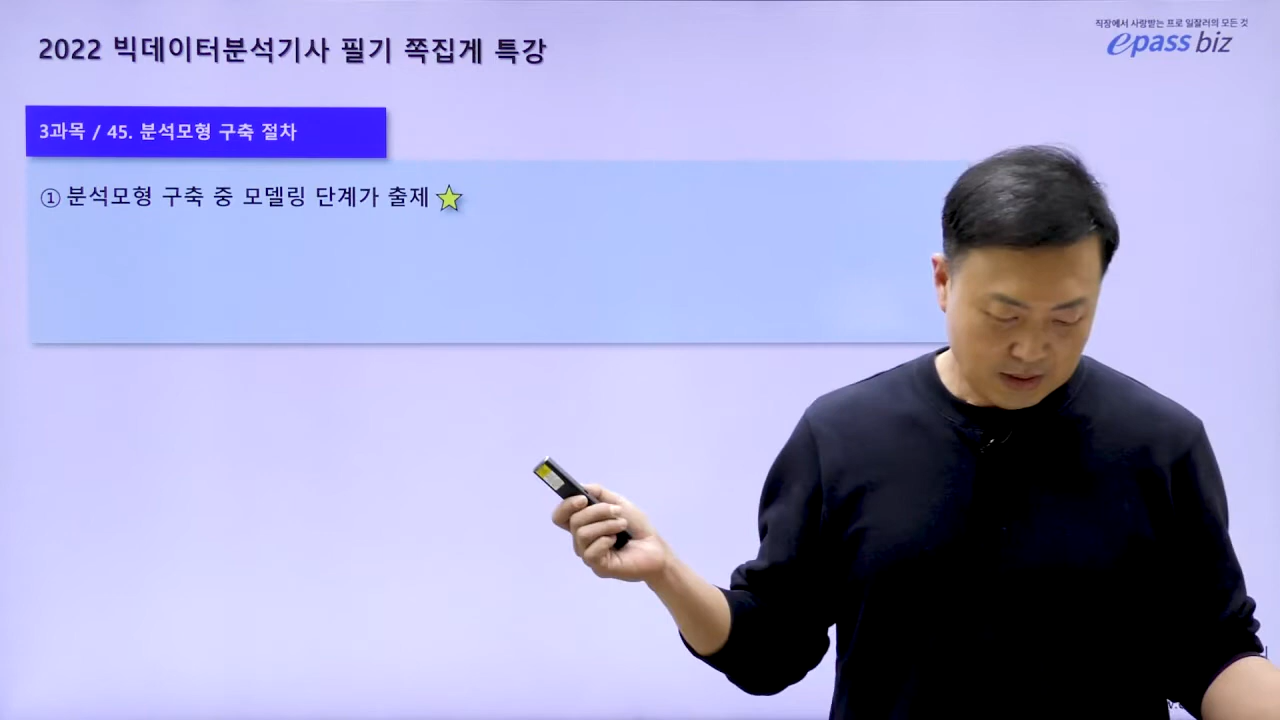 2022 빅데이터분석기사 필기 쪽집게 특강
직장에서 사랑받는 프로 일잘러의 모든 것
epass biz
3과목 / 45. 분석모형 구축 절차
① 분석모형 구축 중 모델링 단계가 출제